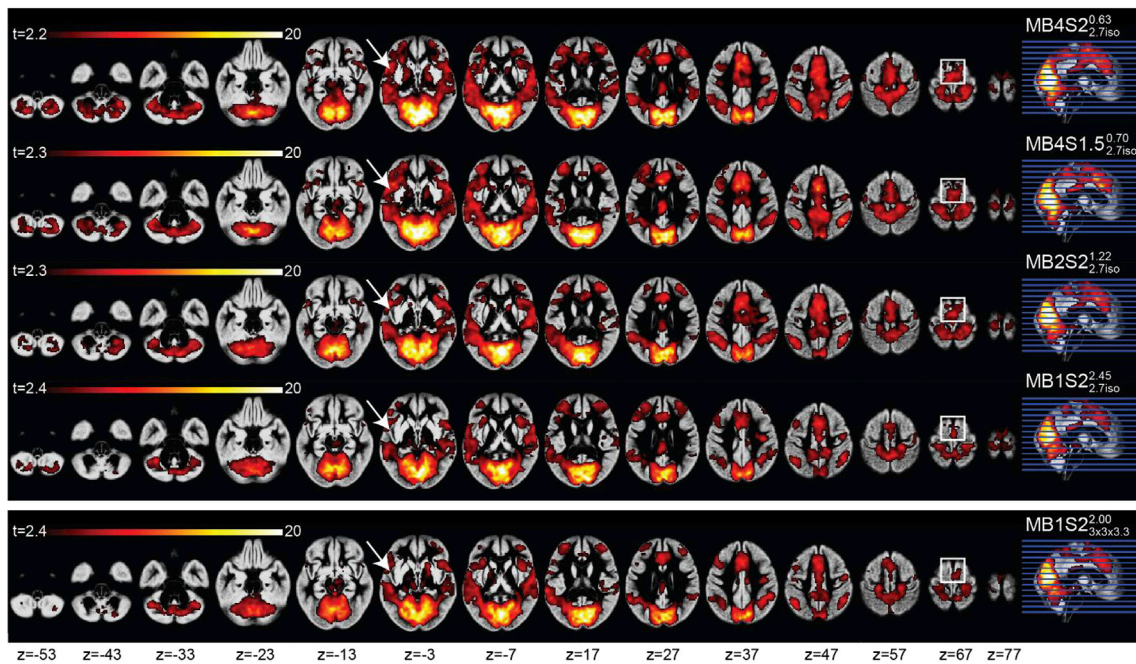 t=2.2 20 MB4S2 0.63 2.7iso
t=2.3 20 MB4S1.5 0.70 2.7iso
t=2.3 20 MB2S2 1.22 2.7iso
t=2.4 20 MB1S2 2.45 2.7iso
t=2.4 20 MB1S2 2.00 3x3x3.3
z=-53 z=-43 z=-33 z=-23 z=-13 z=-3 z=-7 z=17 z=27 z=37 z=47 z=57 z=67 z=77